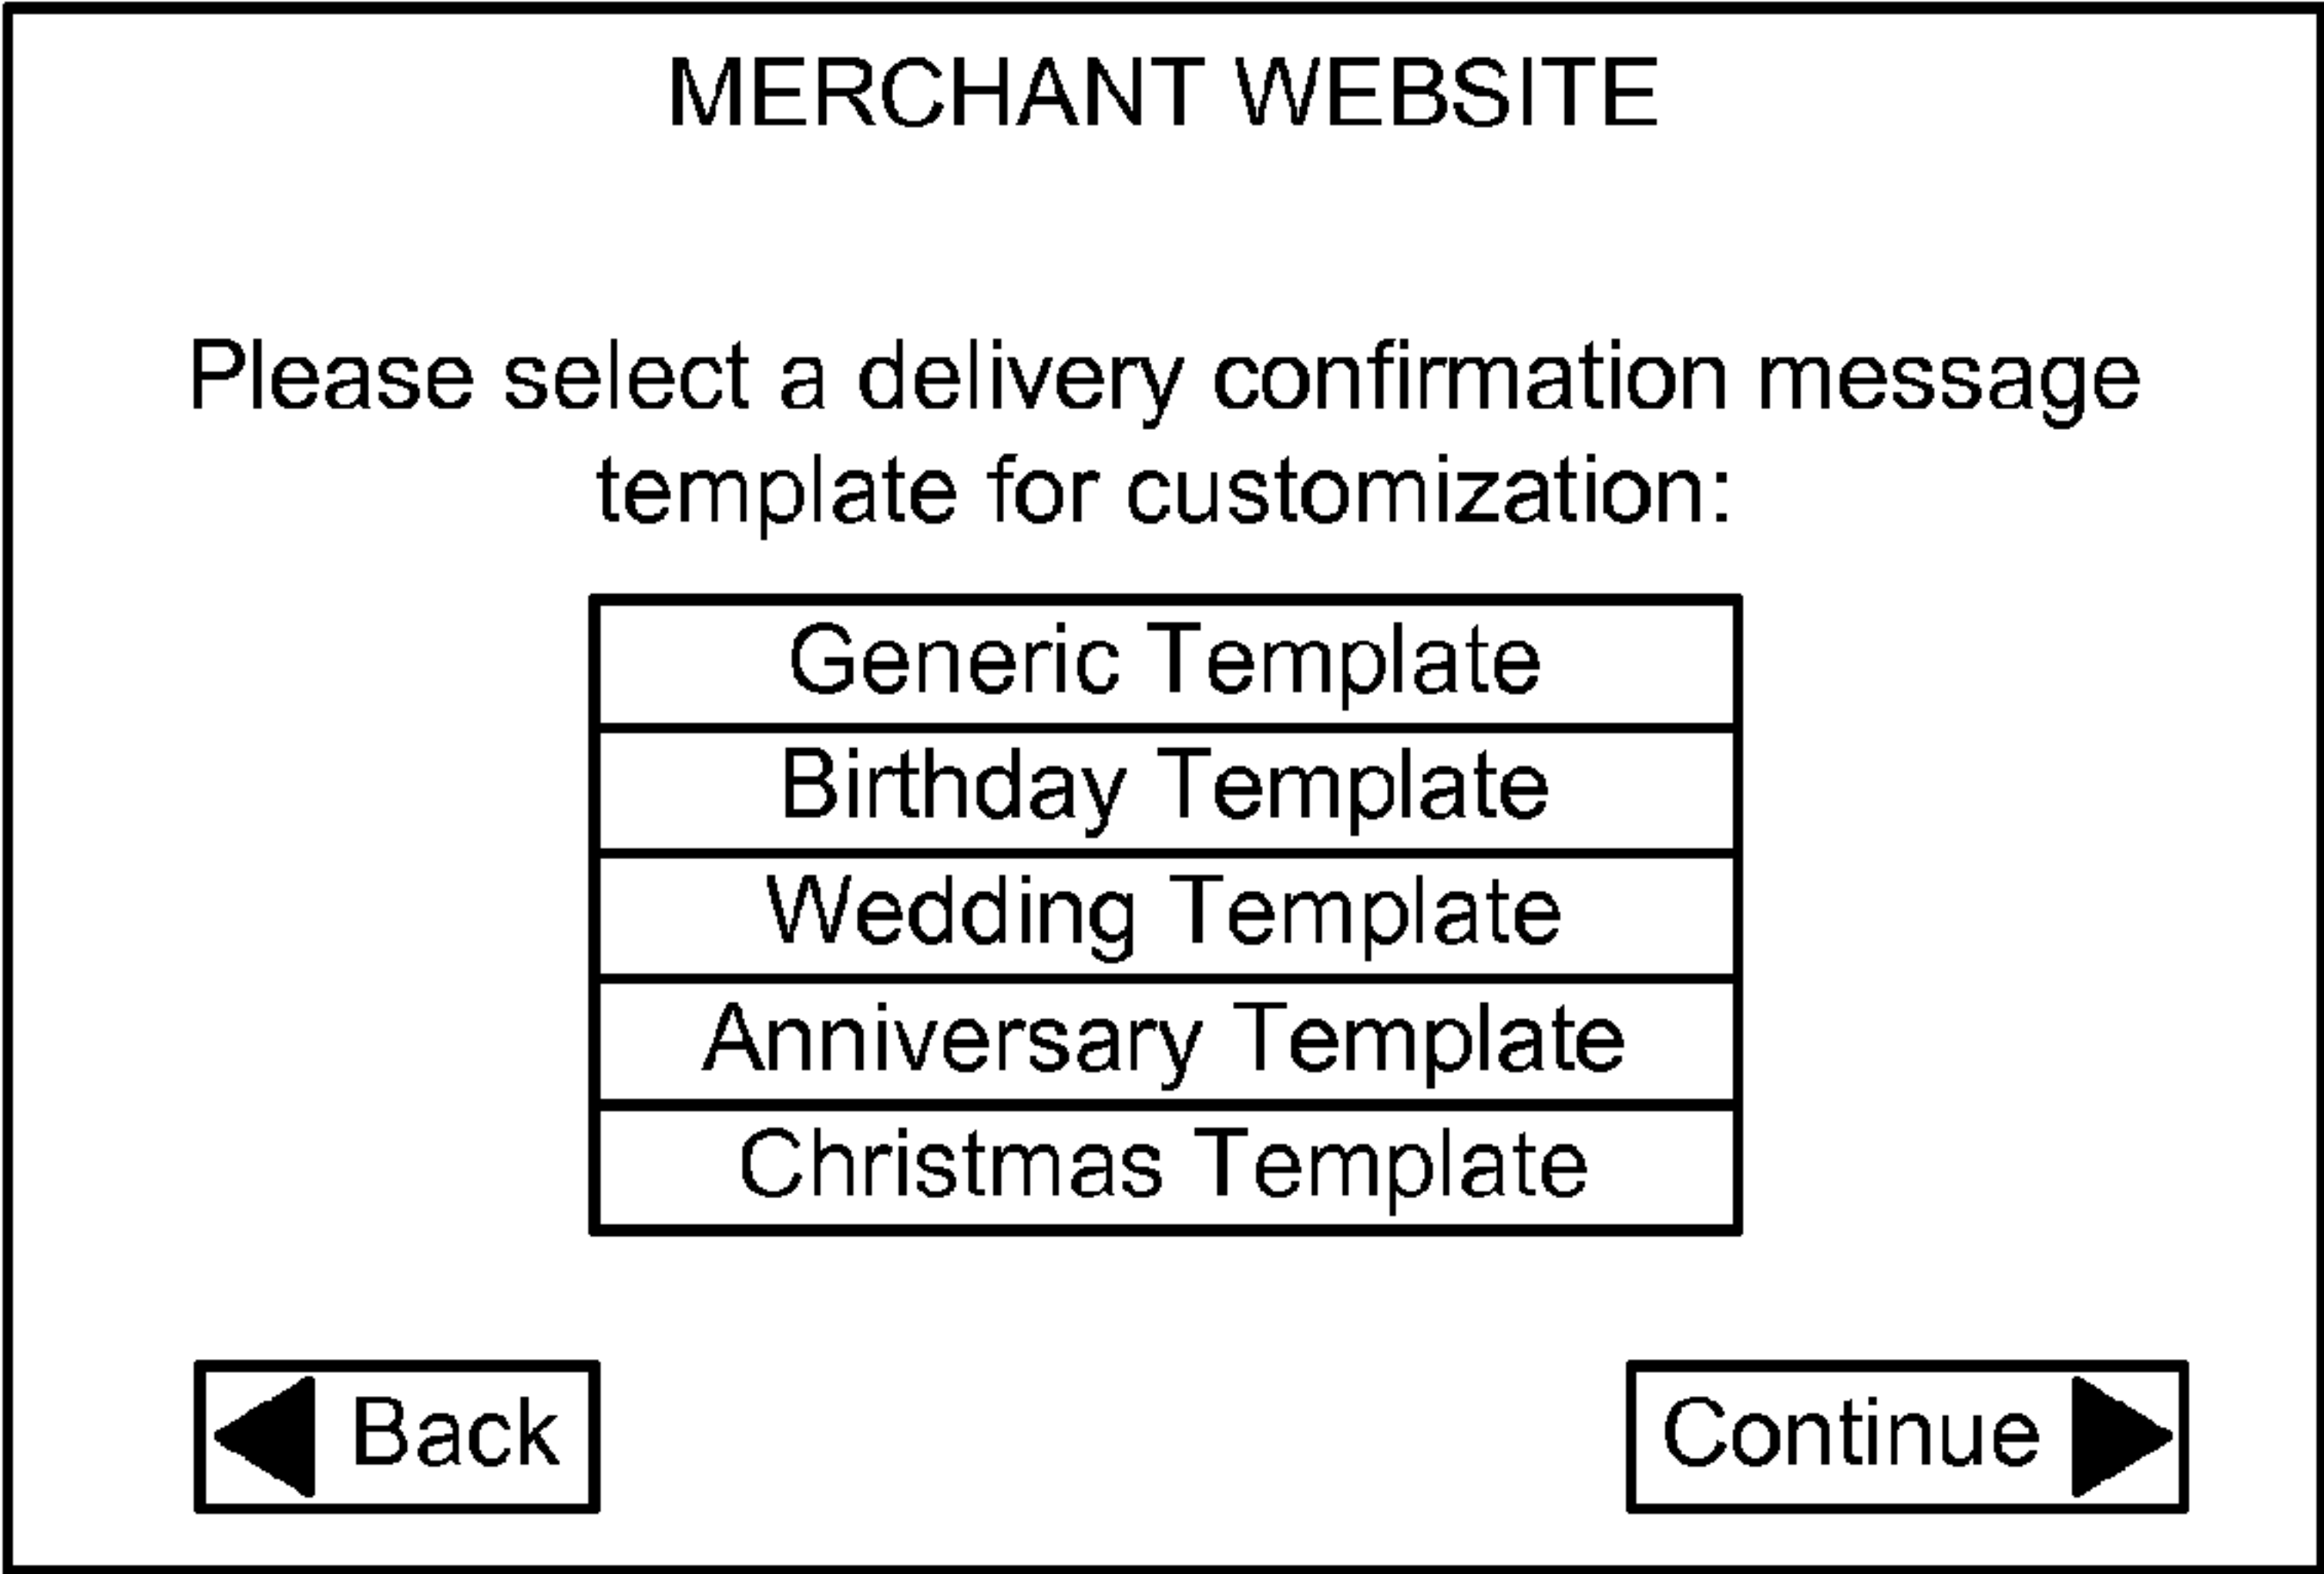 MERCHANT WEBSITE
Please select a delivery confirmation message
template for customization:
Generic Template
Birthday Template
Wedding Template
Anniversary Template
Christmas Template
Back
Continue